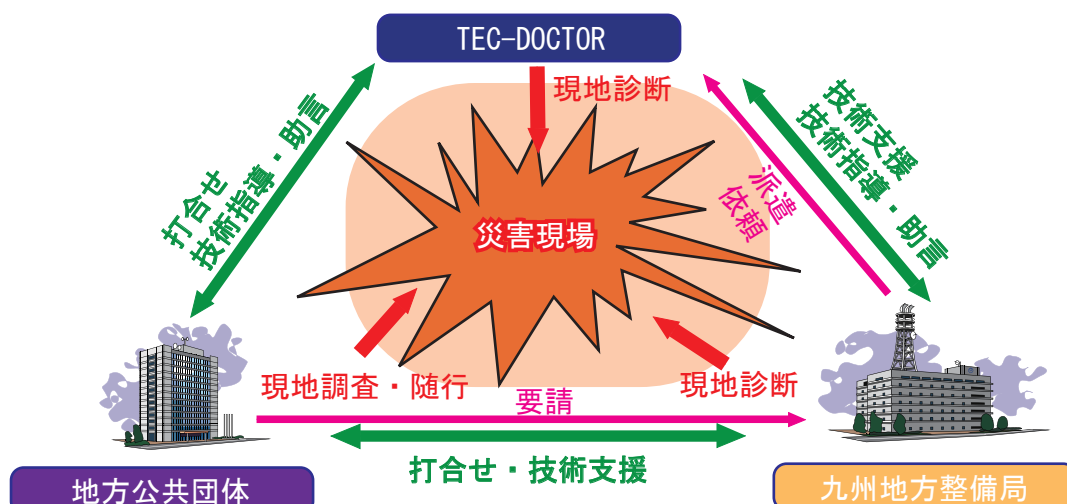 TEC-DOCTOR
現地診断
打合せ
技術指導・助言
技術支援
技術指導・助言
派遣
依頼
災害現場
現地調査・随行
現地診断
要請
打合せ・技術支援
地方公共団体
九州地方整備局